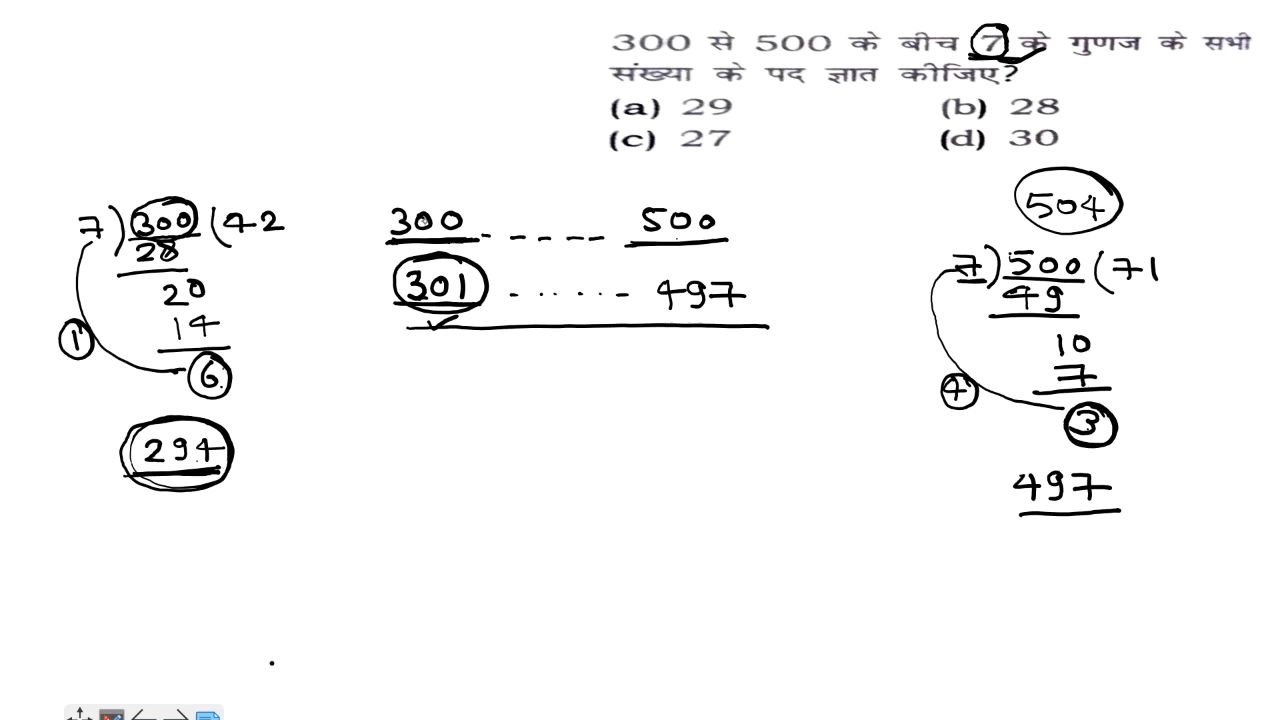 300 से 500 के बीच 7 के गुणज के सभी
संख्या के पद ज्ञात कीजिए?
(a) 29 (b) 28
(c) 27 (d) 30
504
7)300(42
28
20
14
1
6
294
300 ------ 500
301 ...... 497
7)500(71
49
10
7
4
3
497